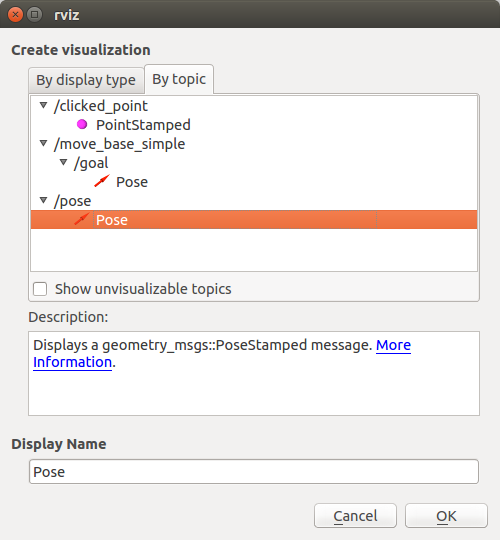 rviz
Create visualization
By display type
By topic
/clicked_point
PointStamped
/move_base_simple
/goal
Pose
/pose
Pose
Show unvisualizable topics
Description:
Displays a geometry_msgs::PoseStamped message. More
Information.
Display Name
Pose
Cancel
OK